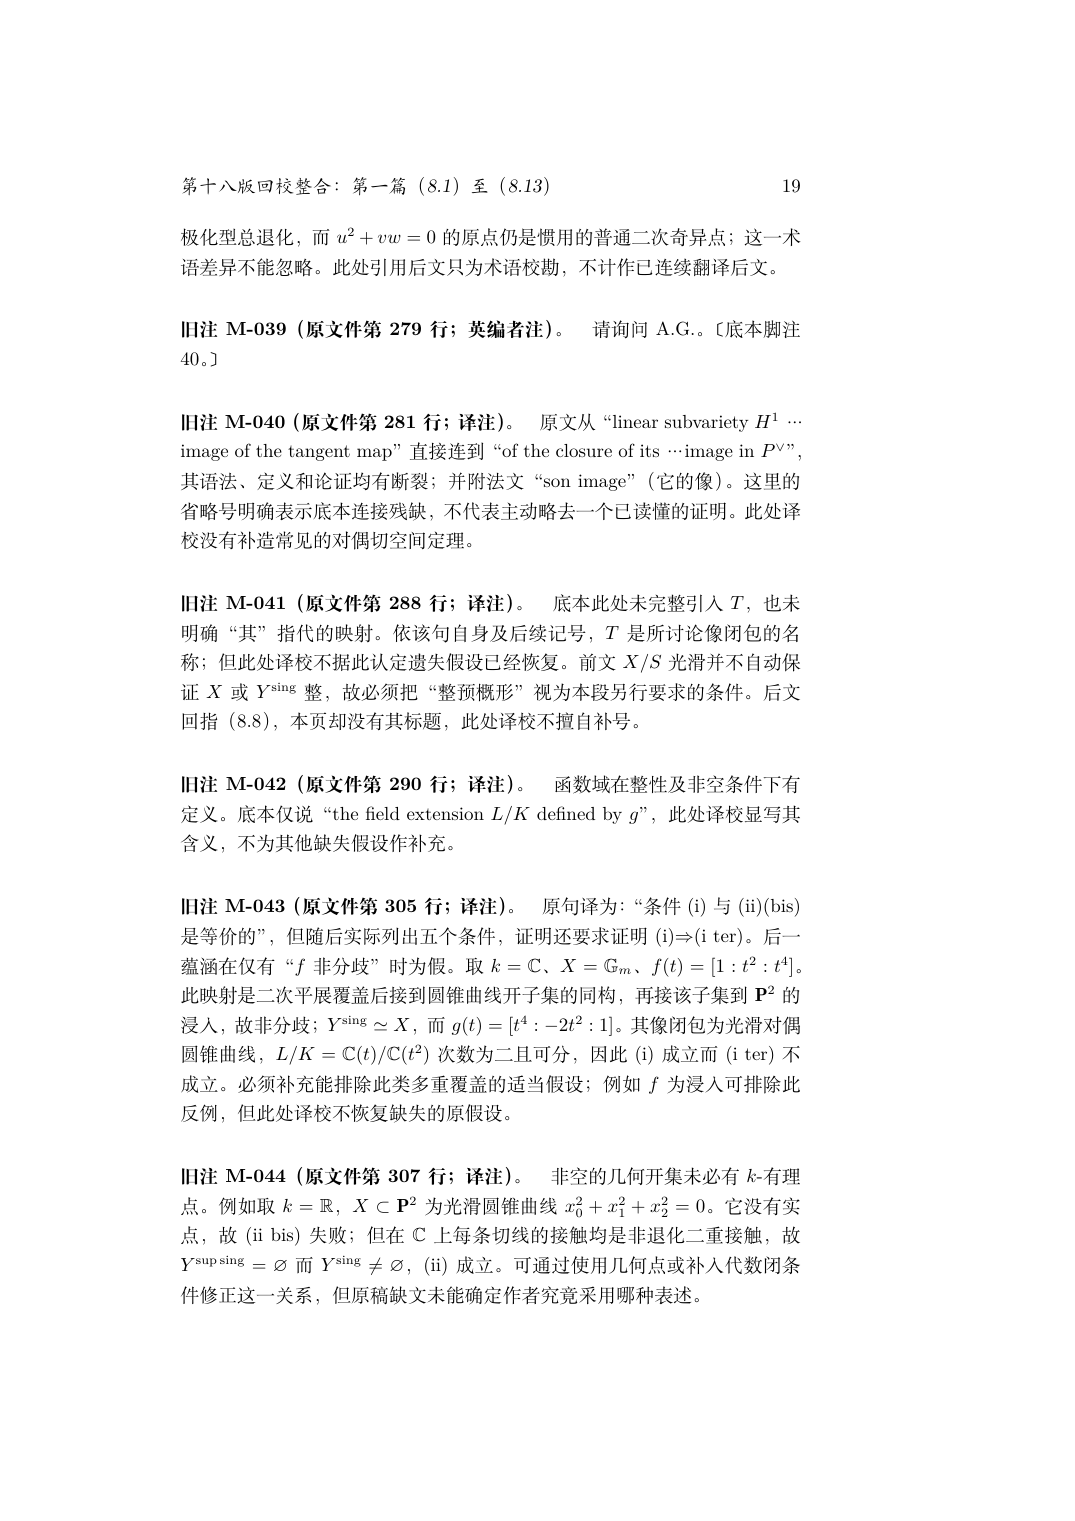 第十八版回校整合：第一篇（8.1）至（8.13） 19
极化型总退化，而 u² + vw = 0 的原点仍是惯用的普通二次奇异点；这一术
语差异不能忽略。此处引用后文只为术语校勘，不计作已连续翻译后文。
旧注 M-039（原文件第 279 行；英编者注）。 请询问 A.G.。〔底本脚注
40。〕
旧注 M-040（原文件第 281 行；译注）。 原文从 “linear subvariety H¹ ⋯
image of the tangent map” 直接连到 “of the closure of its ⋯image in P^∨”，
其语法、定义和论证均有断裂；并附法文 “son image”（它的像）。这里的
省略号明确表示底本连接残缺，不代表主动略去一个已读懂的证明。此处译
校没有补造常见的对偶切空间定理。
旧注 M-041（原文件第 288 行；译注）。 底本此处未完整引入 T，也未
明确 “其” 指代的映射。依该句自身及后续记号，T 是所讨论像闭包的名
称；但此处译校不据此认定遗失假设已经恢复。前文 X/S 光滑并不自动保
证 X 或 Y^sing 整，故必须把 “整预概形” 视为本段另行要求的条件。后文
回指（8.8），本页却没有其标题，此处译校不擅自补号。
旧注 M-042（原文件第 290 行；译注）。 函数域在整性及非空条件下有
定义。底本仅说 “the field extension L/K defined by g”，此处译校显写其
含义，不为其他缺失假设作补充。
旧注 M-043（原文件第 305 行；译注）。 原句译为：“条件 (i) 与 (ii)(bis)
是等价的”，但随后实际列出五个条件，证明还要求证明 (i)⇒(i ter)。后一
蕴涵在仅有 “f 非分歧” 时为假。取 k = ℂ、X = 𝔾ₘ、f(t) = [1 : t² : t⁴]。
此映射是二次平展覆盖后接到圆锥曲线开子集的同构，再接该子集到 𝐏² 的
浸入，故非分歧；Y^sing ≃ X，而 g(t) = [t⁴ : −2t² : 1]。其像闭包为光滑对偶
圆锥曲线，L/K = ℂ(t)/ℂ(t²) 次数为二且可分，因此 (i) 成立而 (i ter) 不
成立。必须补充能排除此类多重覆盖的适当假设；例如 f 为浸入可排除此
反例，但此处译校不恢复缺失的原假设。
旧注 M-044（原文件第 307 行；译注）。 非空的几何开集未必有 k-有理
点。例如取 k = ℝ，X ⊂ 𝐏² 为光滑圆锥曲线 x₀² + x₁² + x₂² = 0。它没有实
点，故 (ii bis) 失败；但在 ℂ 上每条切线的接触均是非退化二重接触，故
Y^sup sing = ∅ 而 Y^sing ≠ ∅，(ii) 成立。可通过使用几何点或补入代数闭条
件修正这一关系，但原稿缺文未能确定作者究竟采用哪种表述。